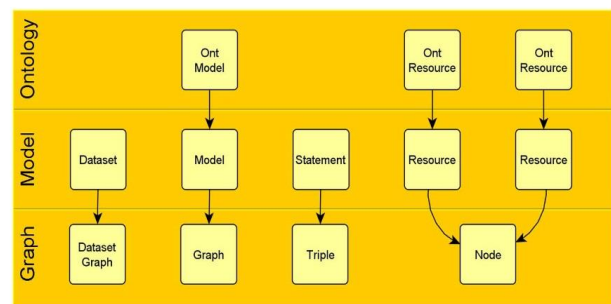 Ontology
Ont
Model
Ont
Resource
Ont
Resource
Model
Dataset
Model
Statement
Resource
Resource
Graph
Dataset
Graph
Graph
Triple
Node